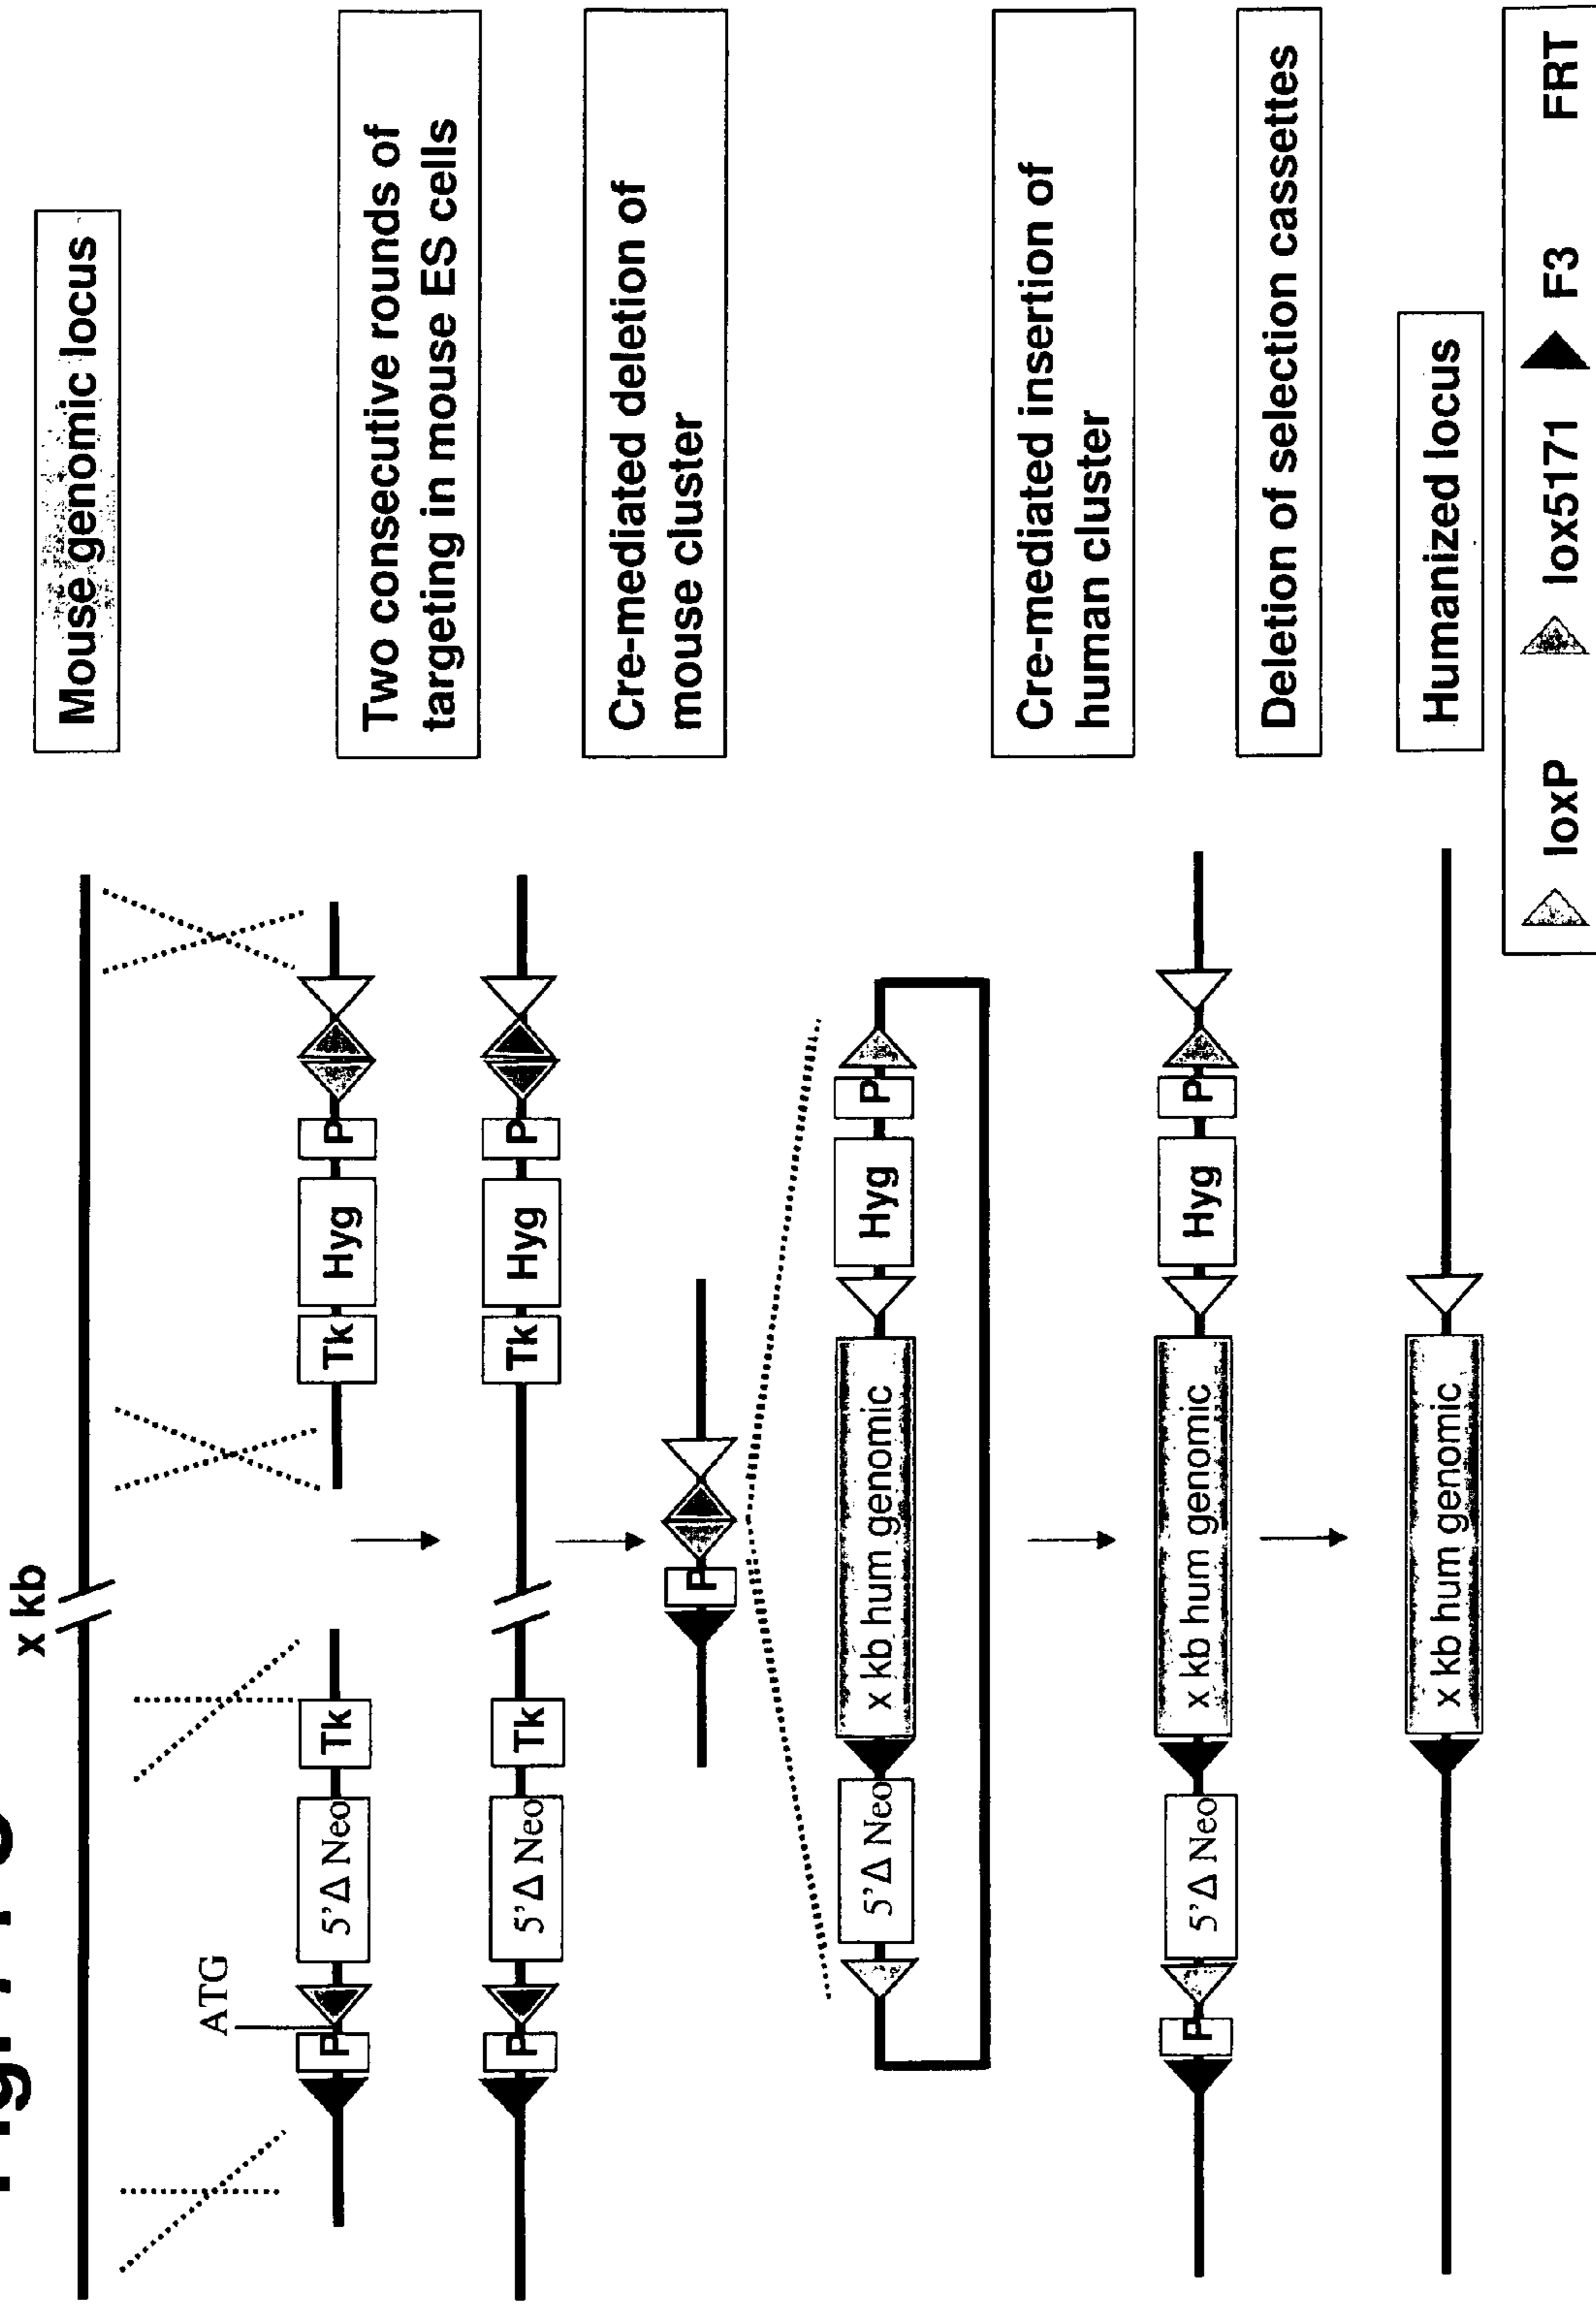 x kb
Mouse genomic locus
ATG
P
5'Δ Neo
Tk
Tk
Hyg
P
Two consecutive rounds of
targeting in mouse ES cells
P
5'Δ Neo
Tk
Tk
Hyg
P
Cre-mediated deletion of
mouse cluster
P
5'Δ Neo
x kb hum genomic
Hyg
P
Cre-mediated insertion of
human cluster
P
5'Δ Neo
x kb hum genomic
Hyg
P
Deletion of selection cassettes
x kb hum genomic
Humanized locus
loxP
lox5171
F3
FRT